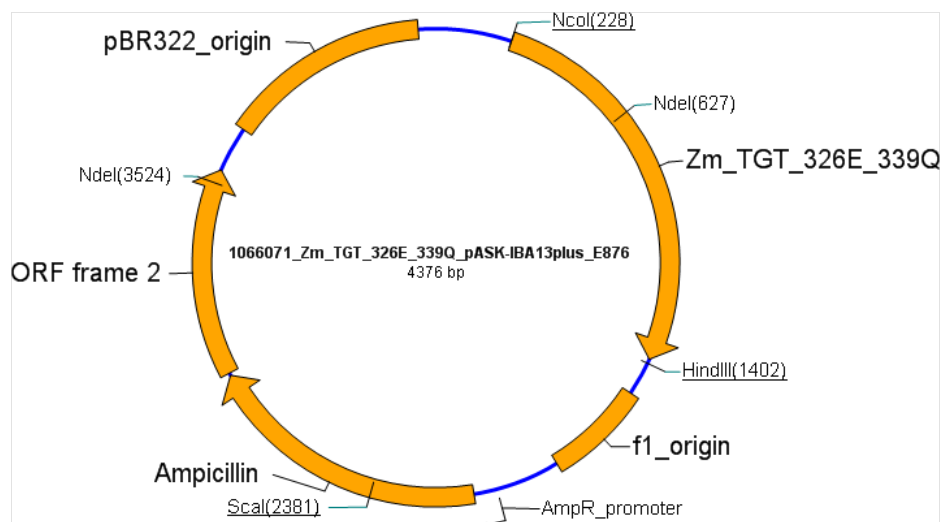 NcoI(228)
pBR322_origin
NdeI(627)
Zm_TGT_326E_339Q
NdeI(3524)
1066071_Zm_TGT_326E_339Q_pASK-IBA13plus_E876
4376 bp
ORF frame 2
HindIII(1402)
f1_origin
Ampicillin
ScaI(2381)
AmpR_promoter